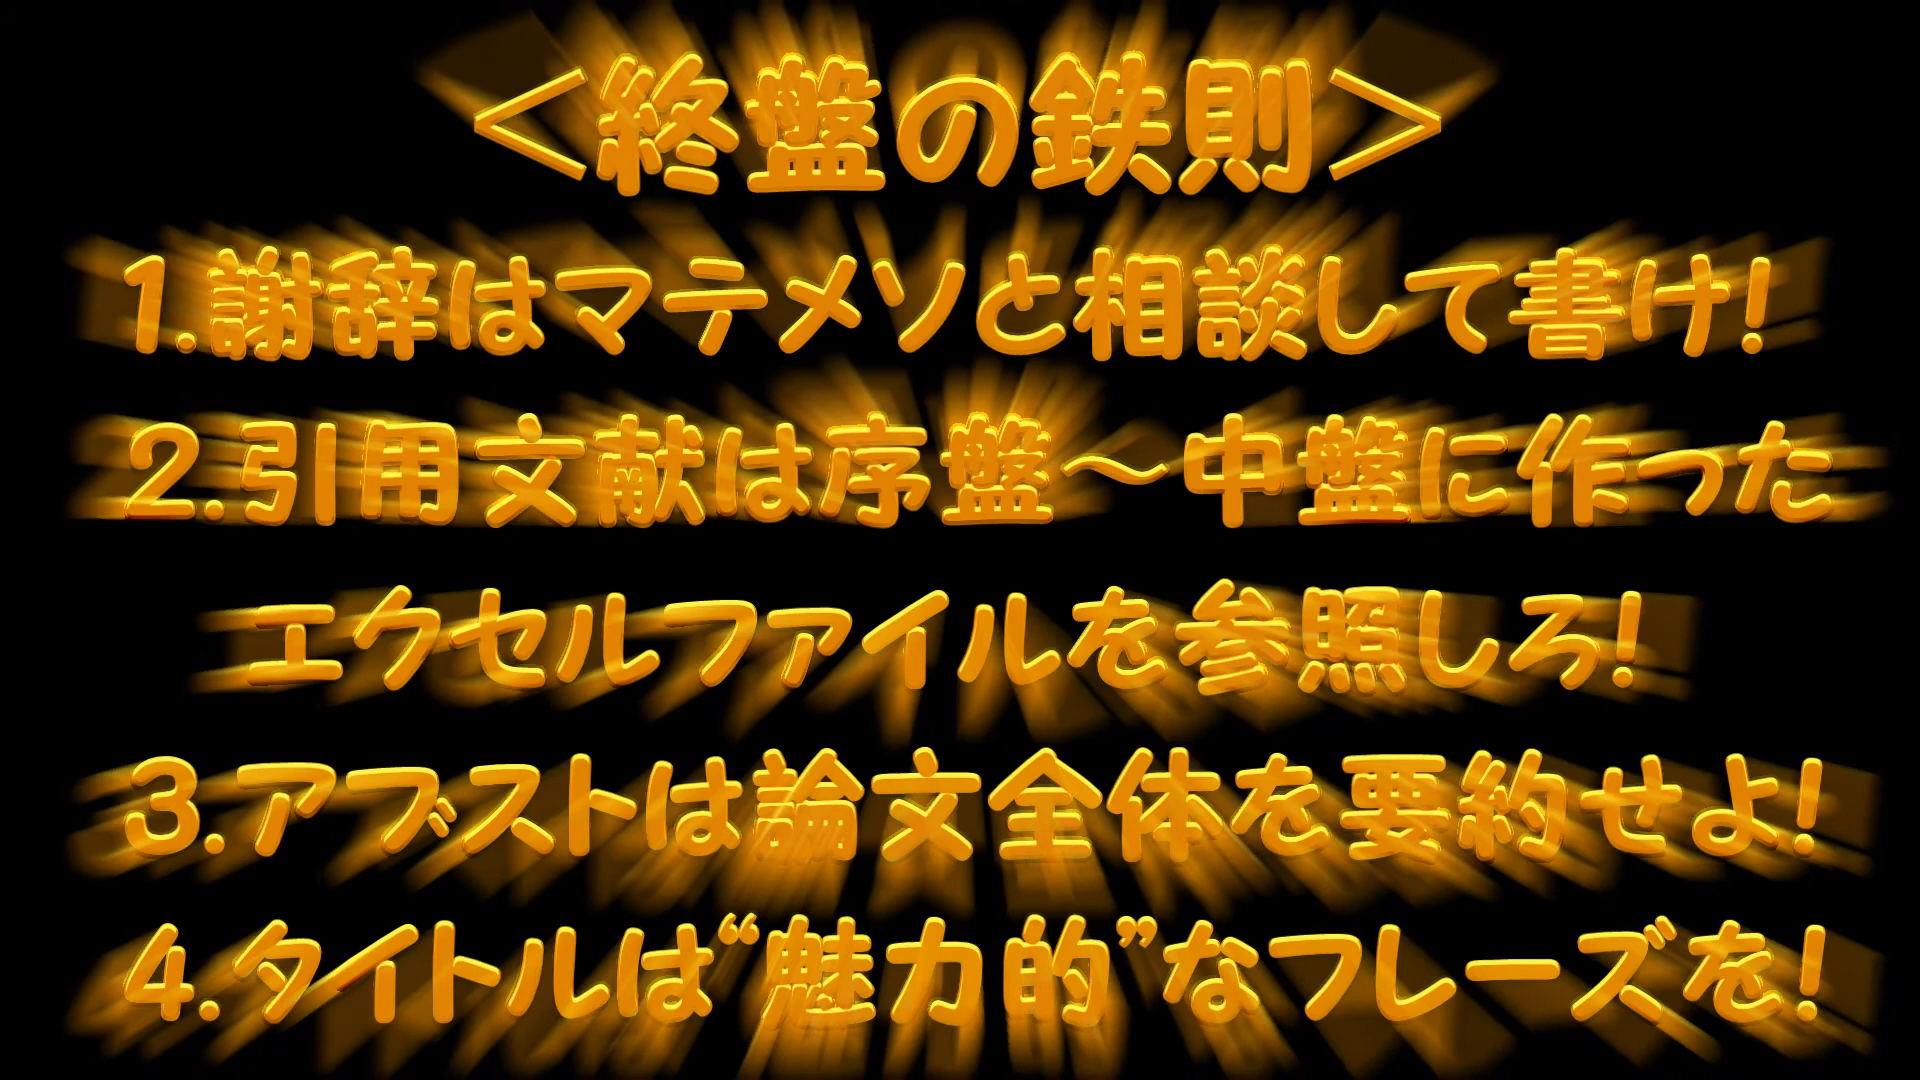 ＜終盤の鉄則＞
1.謝辞はマテメソと相談して書け!
2.引用文献は序盤～中盤に作った
エクセルファイルを参照しろ!
3.アブストは論文全体を要約せよ!
4.タイトルは“魅力的”なフレーズを!